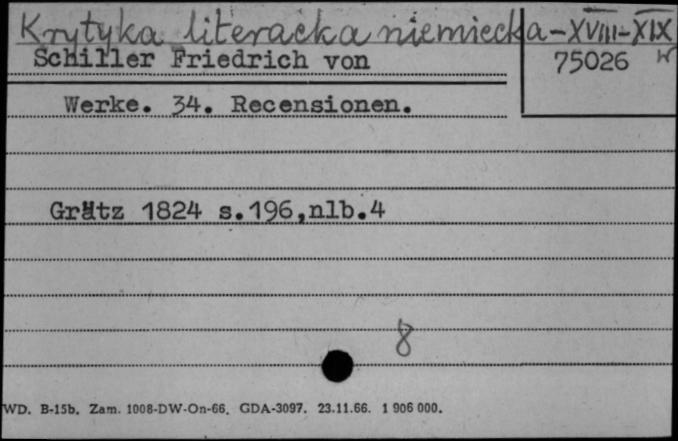 Krytyka literacka niemiecka-XVIII-XIX w
Schiller Friedrich von
75026
Werke. 34. Recensionen.
Grätz 1824 s.196,nlb.4
8
WD. B-15b. Zam. 1008-DW-On-66. GDA-3097. 23.11.66. 1 906 000.